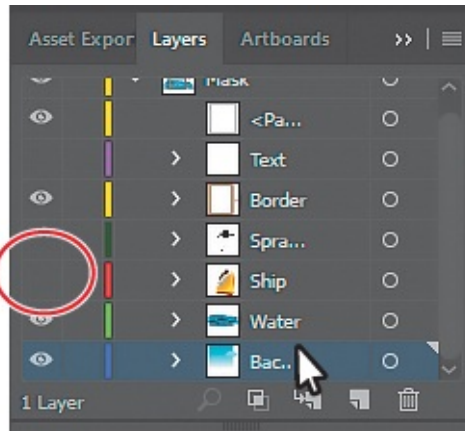 Asset Expor Layers Artboards
Mask
<Pa...
Text
Border
Spra...
Ship
Water
Bac..
1 Layer